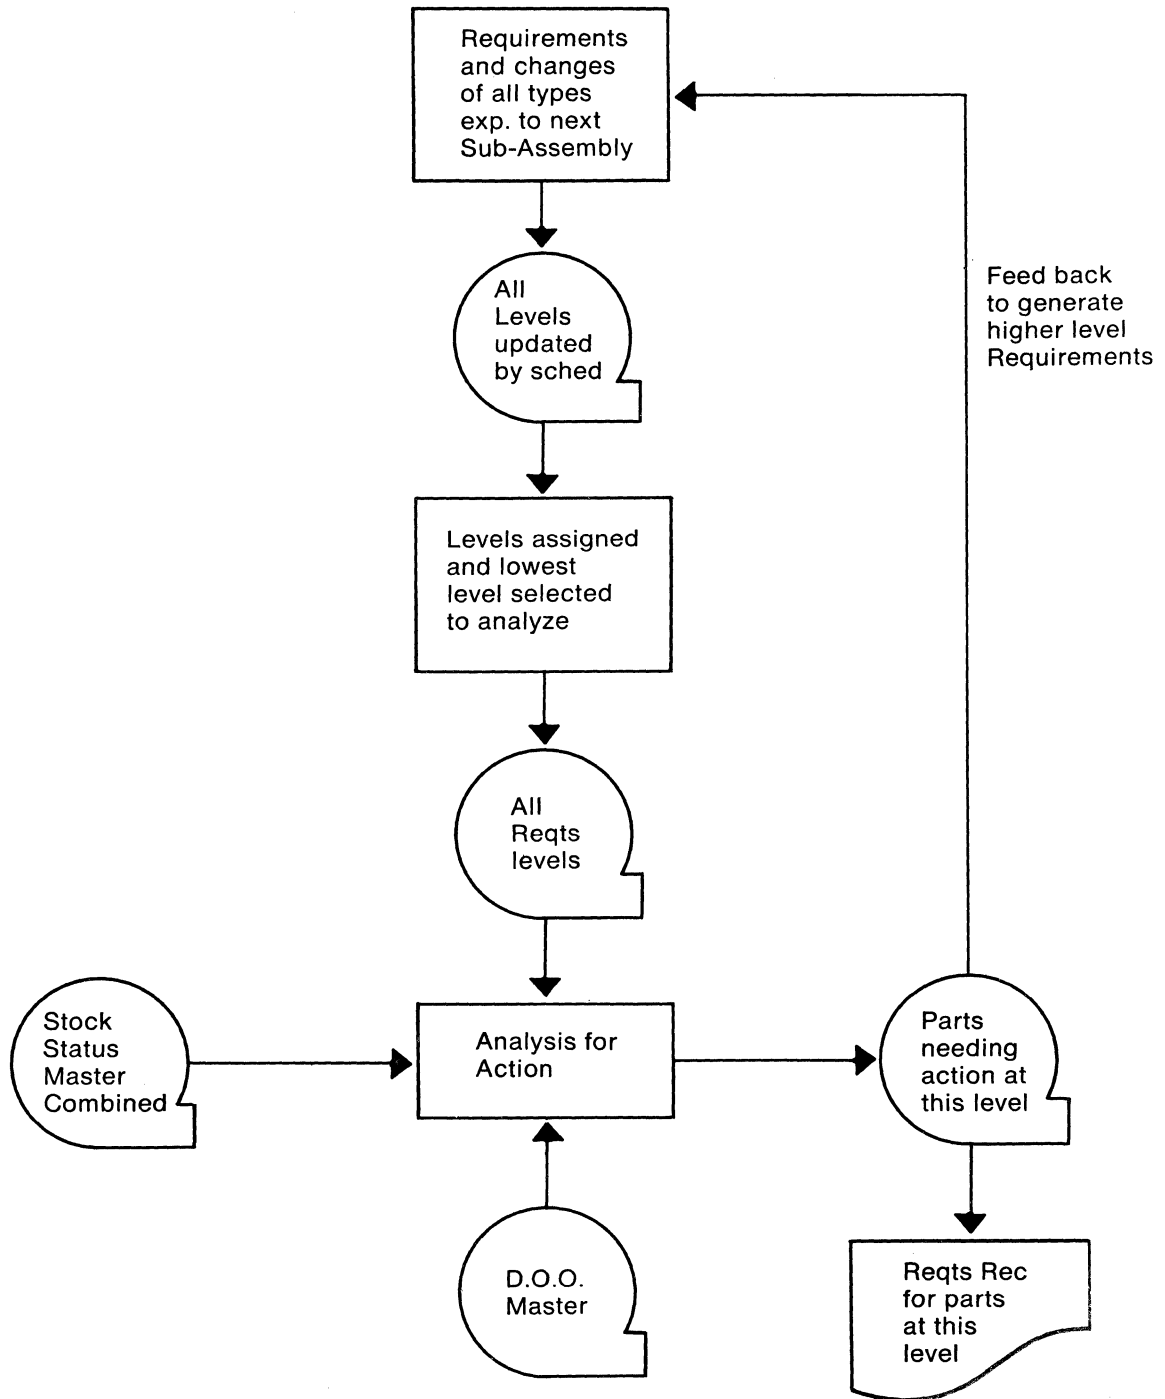 Requirements
and changes
of all types
exp. to next
Sub-Assembly
Feed back
to generate
higher level
Requirements
All
Levels
updated
by sched
Levels assigned
and lowest
level selected
to analyze
All
Reqts
levels
Stock
Status
Master
Combined
Analysis for
Action
Parts
needing
action at
this level
D.O.O.
Master
Reqts Rec
for parts
at this
level